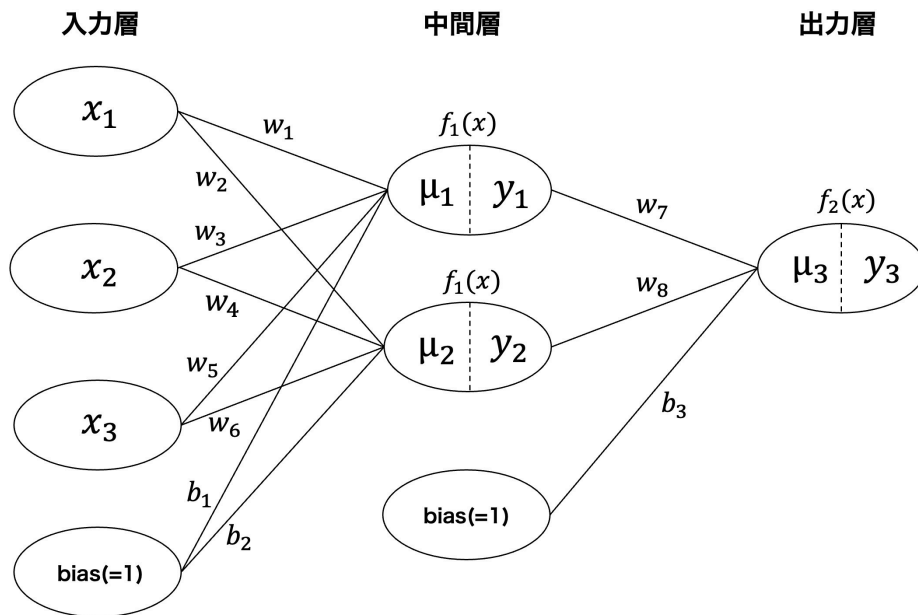 入力層
中間層
出力層
x₁
w₁
f₁(x)
w₂
μ₁
y₁
w₇
f₂(x)
w₃
x₂
μ₃
y₃
w₄
f₁(x)
w₈
μ₂
y₂
w₅
x₃
w₆
b₃
b₁
bias(=1)
b₂
bias(=1)